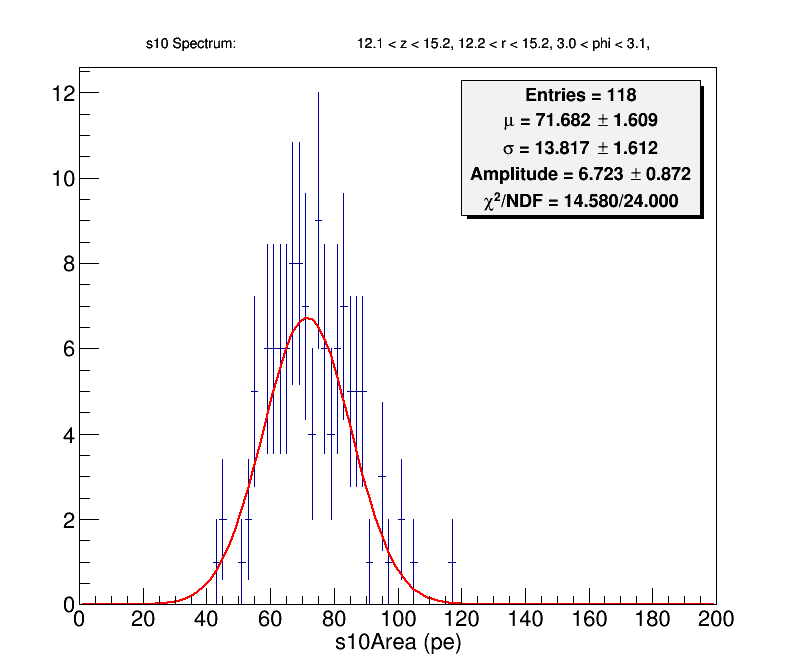 s10 Spectrum: 12.1 < z < 15.2, 12.2 < r < 15.2, 3.0 < phi < 3.1,
Entries = 118
μ = 71.682 ± 1.609
σ = 13.817 ± 1.612
Amplitude = 6.723 ± 0.872
χ²/NDF = 14.580/24.000
12
10
8
6
4
2
0
0 20 40 60 80 100 120 140 160 180 200
s10Area (pe)